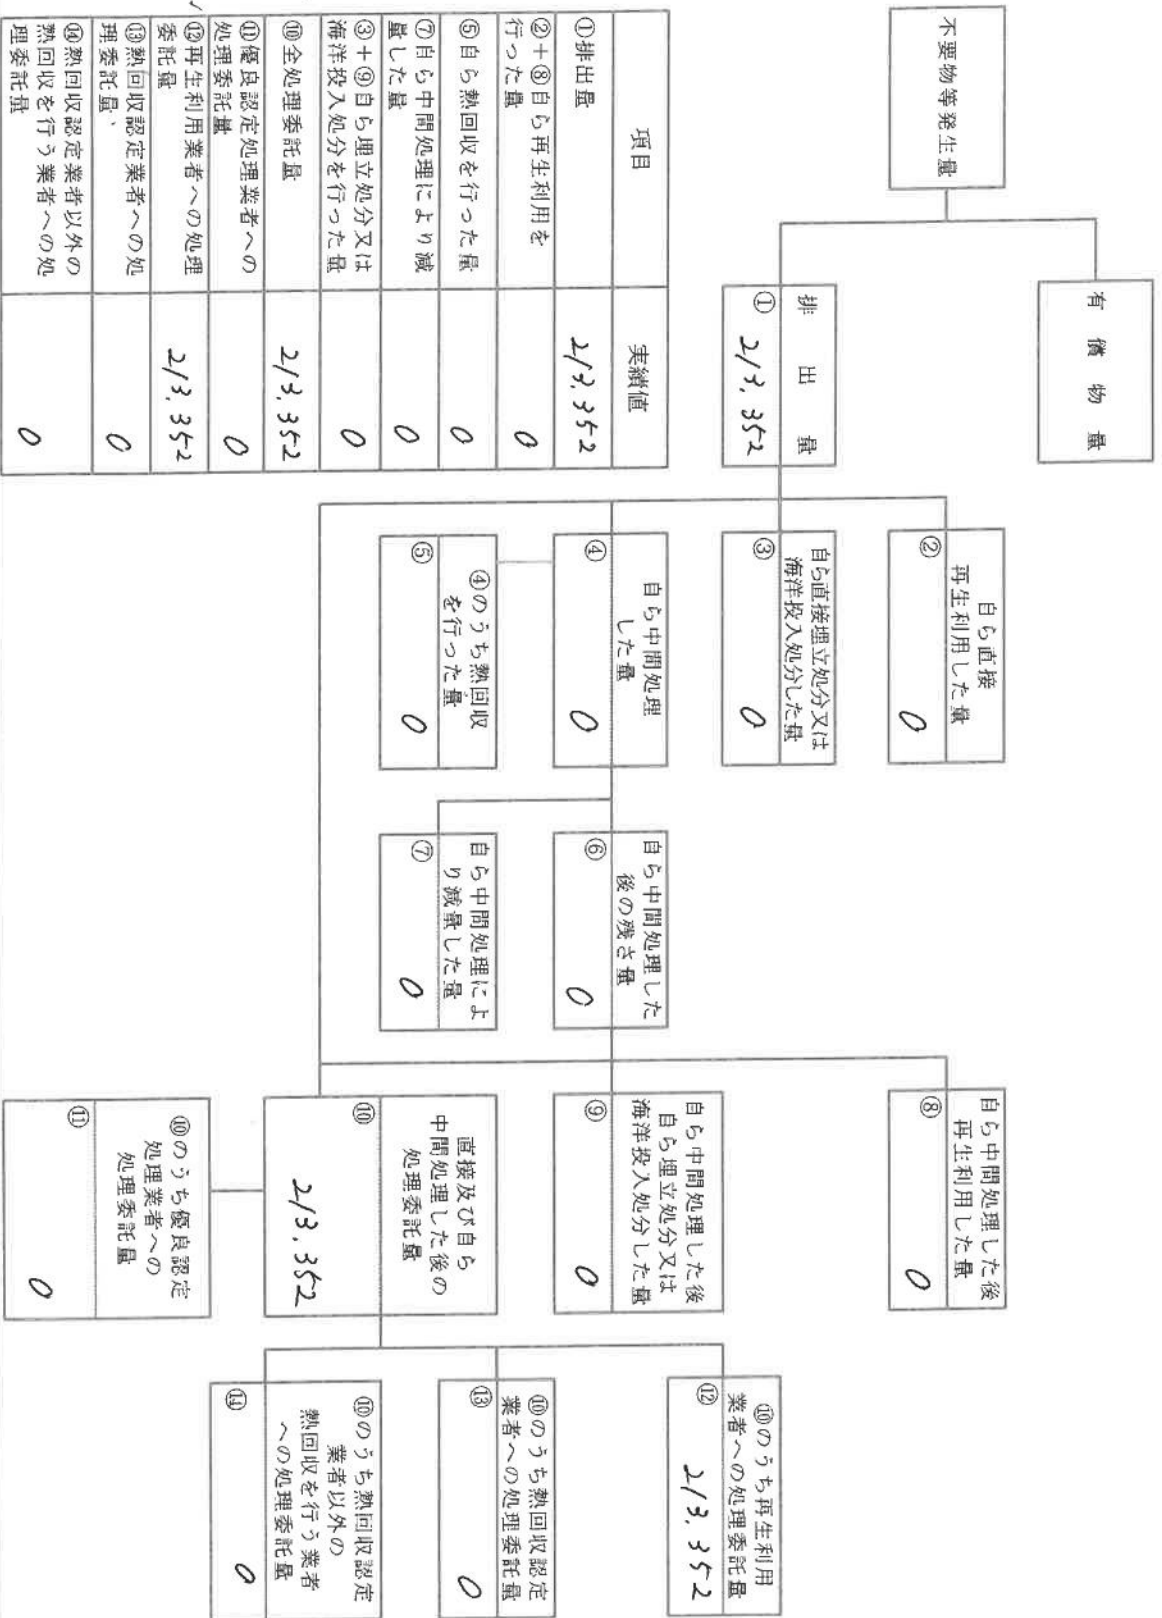 不要物等発生量
有償物量
排出量
①
213.352
自ら直接
再生利用した量
②
0
自ら直接埋立処分又は
海洋投入処分した量
③
0
自ら中間処理
した量
④
0
④のうち熱回収
を行った量
⑤
0
自ら中間処理した
後の残さ量
⑥
0
自ら中間処理によ
り減量した量
⑦
0
自ら中間処理した後
再生利用した量
⑧
0
自ら中間処理した後
自ら埋立処分又は
海洋投入処分した量
⑨
0
直接及び自ら
中間処理した後の
処理委託量
⑩
213.352
⑩のうち優良認定
処理業者への
処理委託量
⑪
0
⑩のうち再生利用
業者への処理委託量
⑫
213.352
⑩のうち熱回収認定
業者への処理委託量
⑬
0
⑩のうち熱回収認定
業者以外の
熱回収を行う業者
への処理委託量
⑭
0
項目 実績値
①排出量 213.352
②+⑧自ら再生利用を
行った量 0
⑤自ら熱回収を行った量 0
⑦自ら中間処理により減
量した量 0
③+⑨自ら埋立処分又は
海洋投入処分を行った量 0
⑩全処理委託量 213.352
⑪優良認定処理業者への
処理委託量 0
⑫再生利用業者への処理
委託量 213.352
⑬熱回収認定業者への処
理委託量、 0
⑭熱回収認定業者以外の
熱回収を行う業者への処
理委託量 0